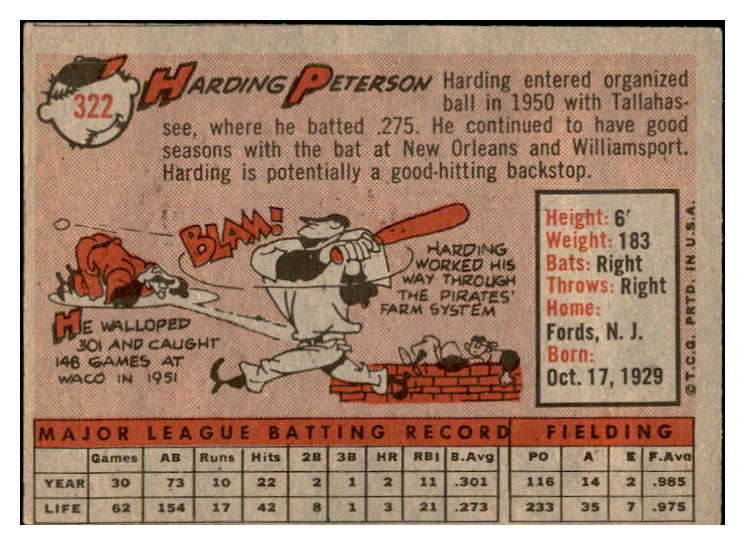 322
HARDING PETERSON
Harding entered organized
ball in 1950 with Tallahas-
see, where he batted .275. He continued to have good
seasons with the bat at New Orleans and Williamsport.
Harding is potentially a good-hitting backstop.
BLAM!
HARDING
WORKED HIS
WAY THROUGH
THE PIRATES'
FARM SYSTEM
HE WALLOPED
.301 AND CAUGHT
148 GAMES AT
WACO IN 1951
Height: 6'
Weight: 183
Bats: Right
Throws: Right
Home:
Fords, N. J.
Born:
Oct. 17, 1929
© T.C.G. PRTD. IN U.S.A.
MAJOR LEAGUE BATTING RECORD FIELDING
Games AB Runs Hits 2B 3B HR RBI B.Avg PO A E F.Avg
YEAR 30 73 10 22 2 1 2 11 .301 116 14 2 .985
LIFE 62 154 17 42 8 1 3 21 .273 233 35 7 .975